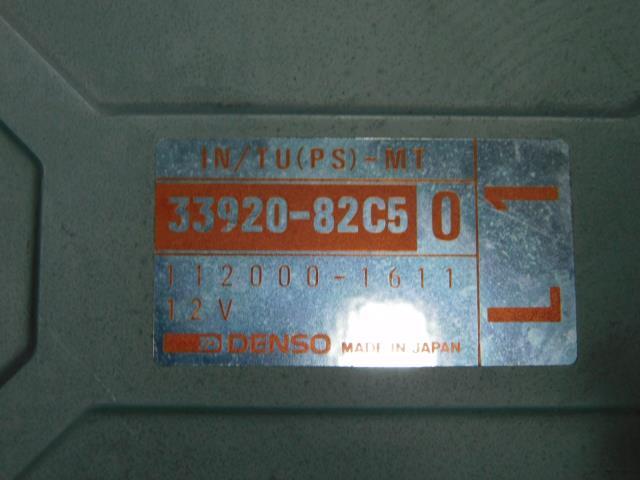 IN/TU(PS)-MT
33920-82C5 0
112000-1611
12V
DENSO MADE IN JAPAN
L1